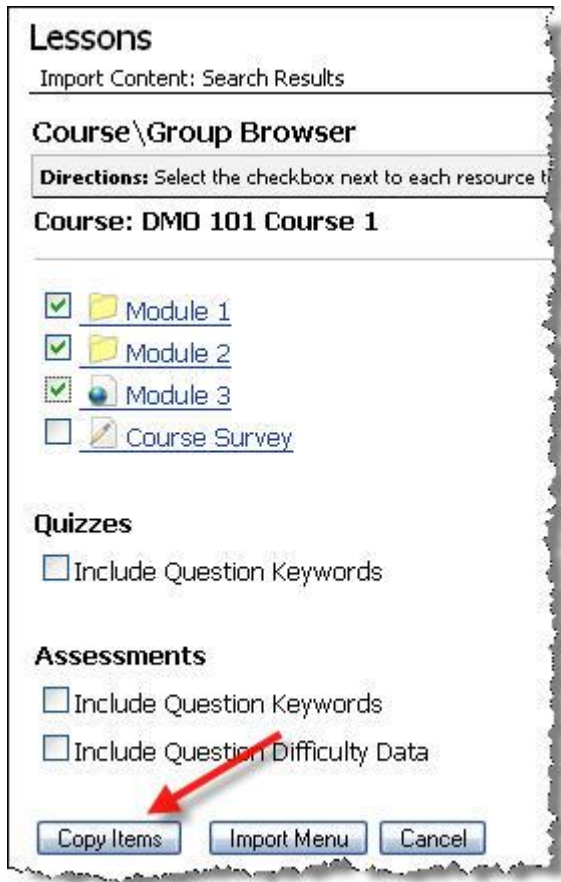 Lessons
Import Content: Search Results
Course\Group Browser
Directions: Select the checkbox next to each resource
Course: DMO 101 Course 1
Module 1
Module 2
Module 3
Course Survey
Quizzes
Include Question Keywords
Assessments
Include Question Keywords
Include Question Difficulty Data
Copy Items Import Menu Cancel